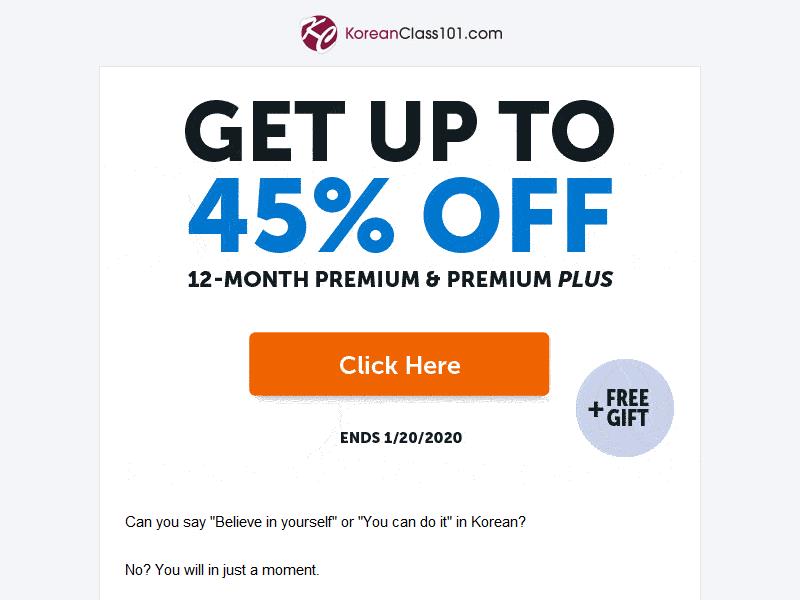 KoreanClass101.com
GET UP TO
45% OFF
12-MONTH PREMIUM & PREMIUM PLUS
Click Here
+ FREE
GIFT
ENDS 1/20/2020
Can you say "Believe in yourself" or "You can do it" in Korean?
No? You will in just a moment.